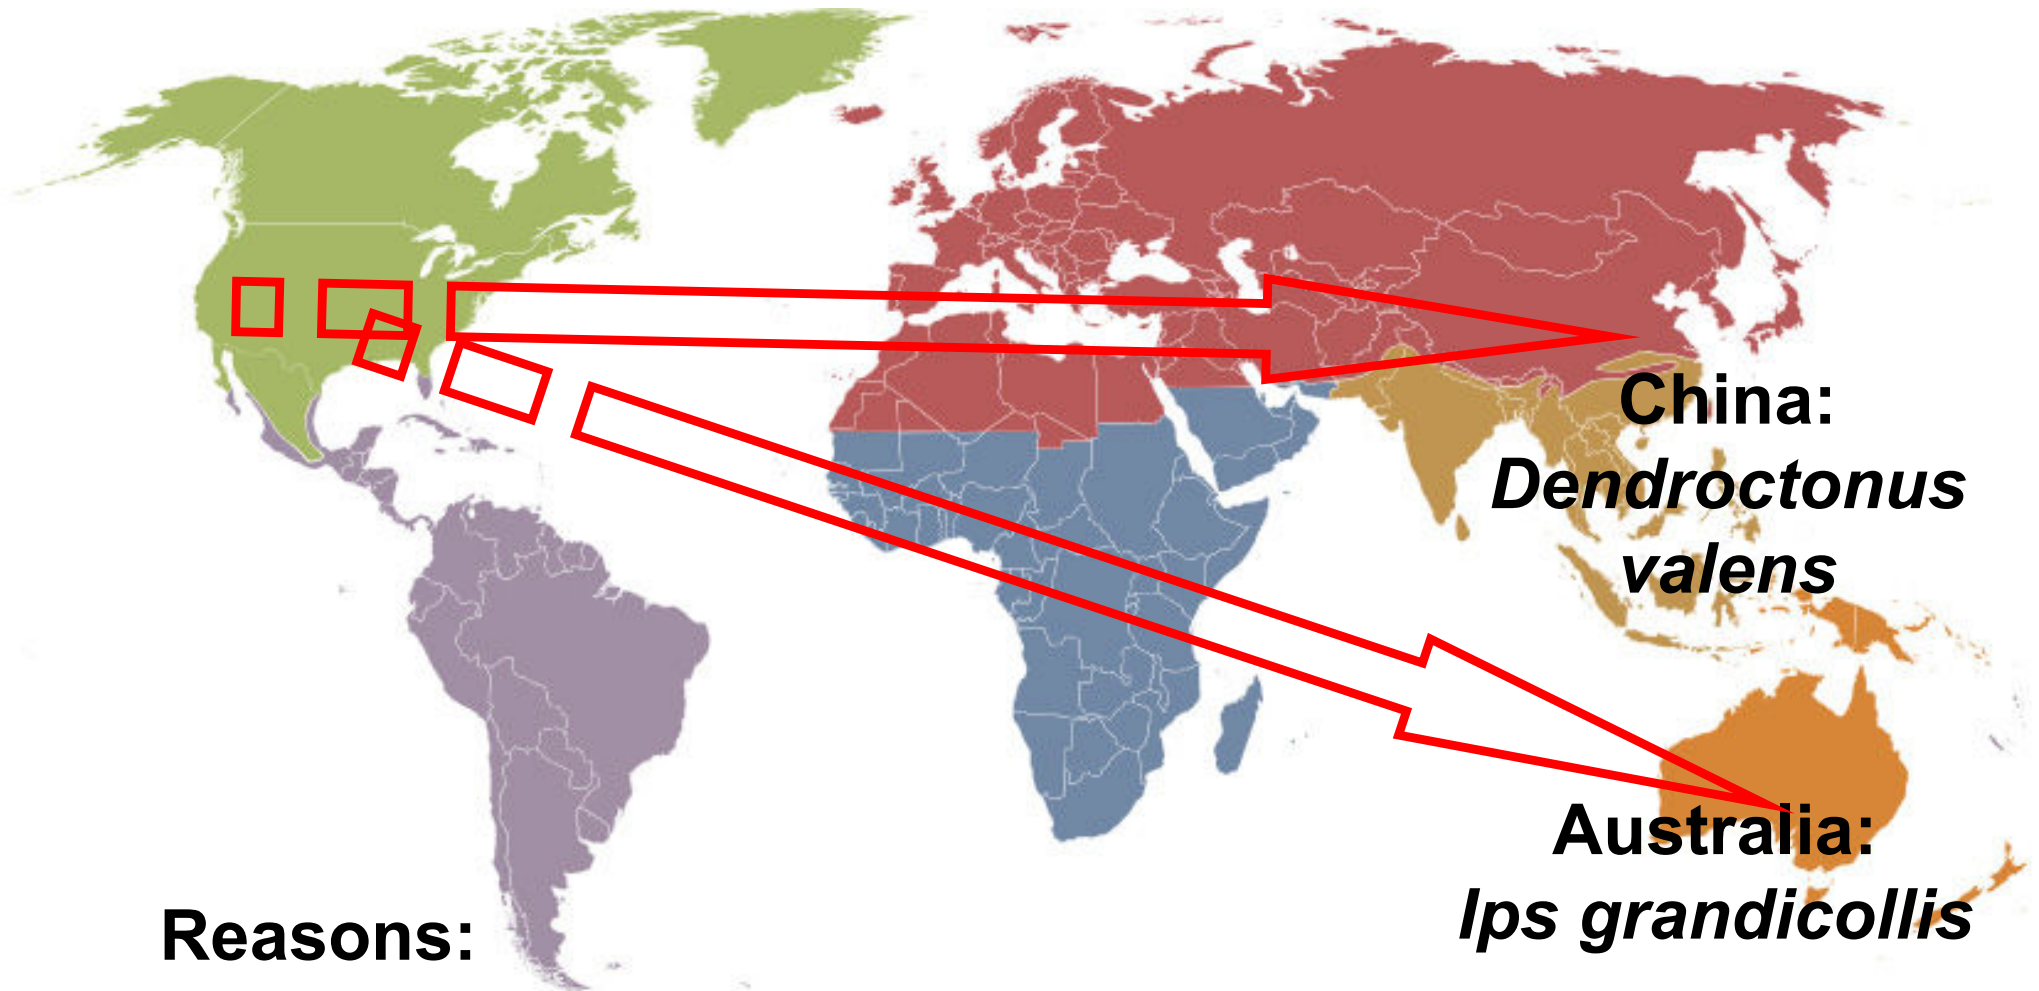 China:
Dendroctonus
valens
Australia:
Ips grandicollis
Reasons: